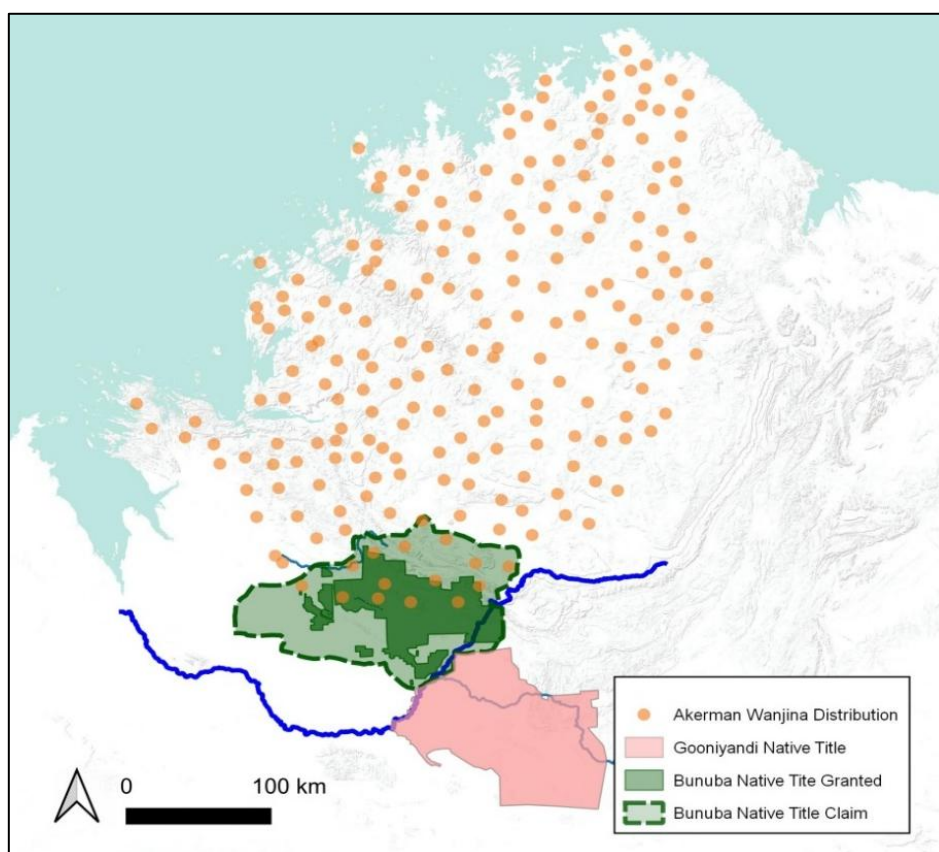 Akerman Wanjina Distribution
Gooniyandi Native Title
Bunuba Native Tite Granted
Bunuba Native Title Claim
0 100 km